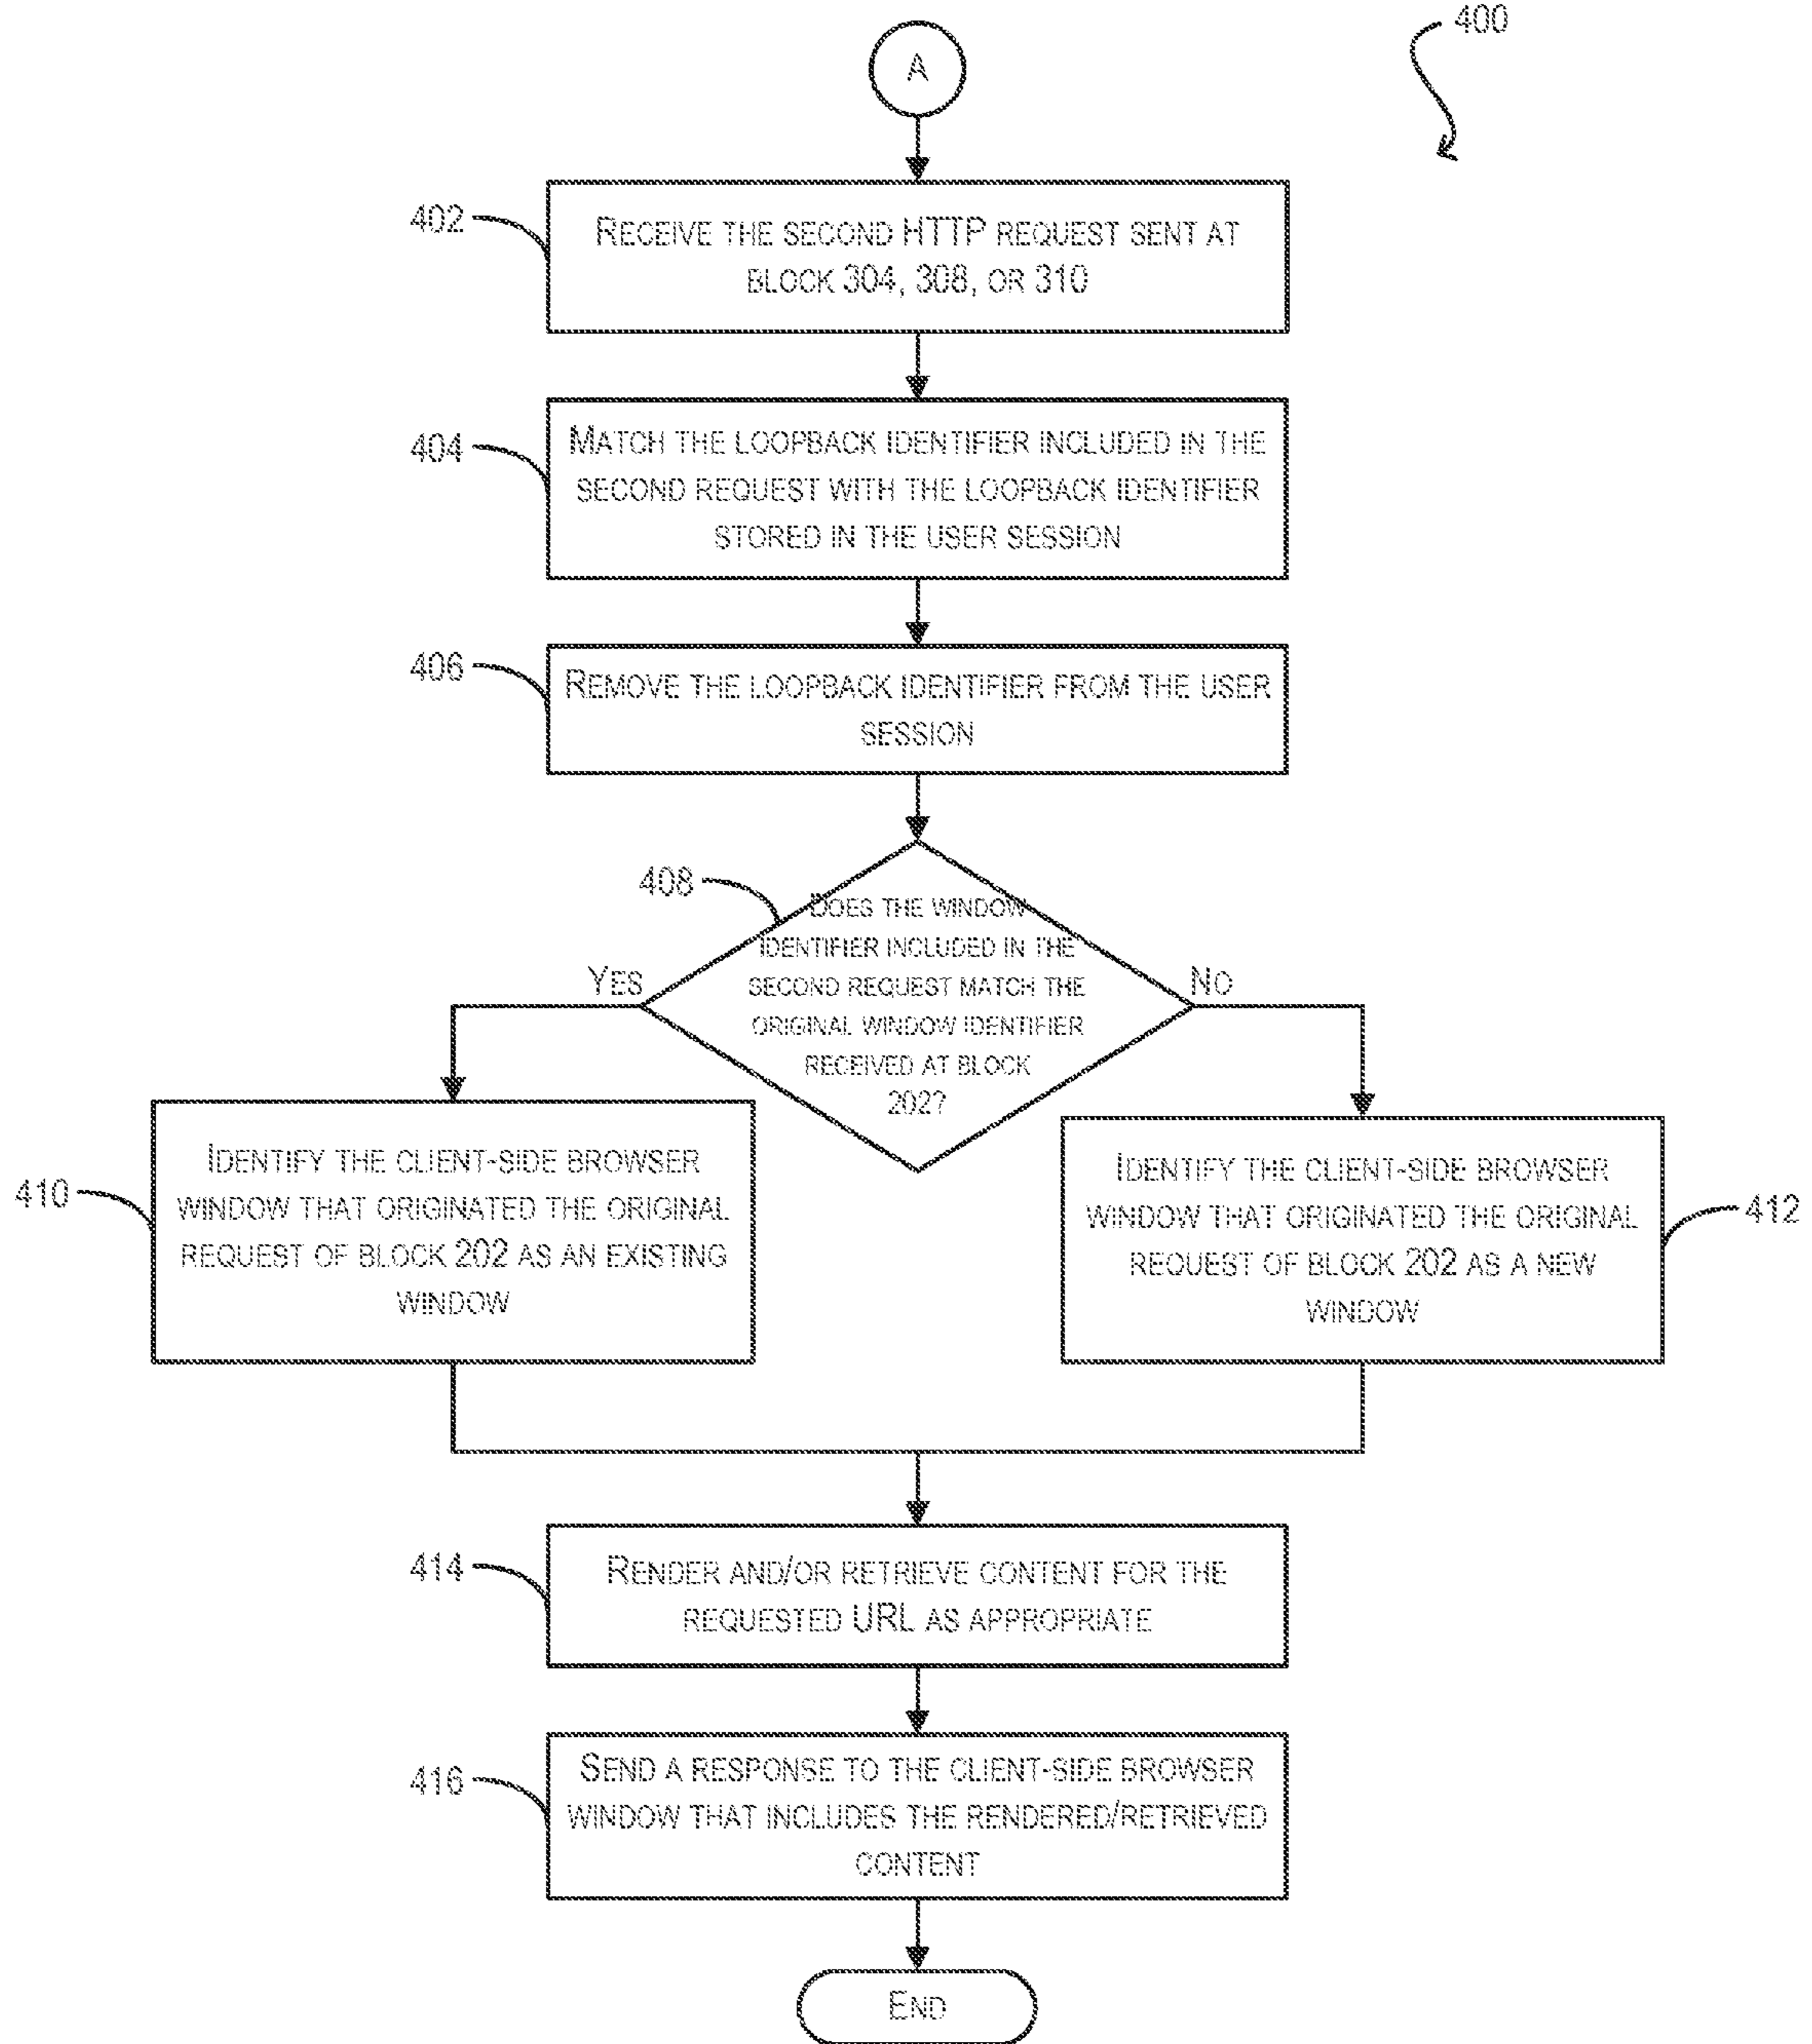 400
A
402
RECEIVE THE SECOND HTTP REQUEST SENT AT
BLOCK 304, 308, OR 310
404
MATCH THE LOOPBACK IDENTIFIER INCLUDED IN THE
SECOND REQUEST WITH THE LOOPBACK IDENTIFIER
STORED IN THE USER SESSION
406
REMOVE THE LOOPBACK IDENTIFIER FROM THE USER
SESSION
408
DOES THE WINDOW
IDENTIFIER INCLUDED IN THE
SECOND REQUEST MATCH THE
ORIGINAL WINDOW IDENTIFIER
RECEIVED AT BLOCK
202?
YES
NO
410
IDENTIFY THE CLIENT-SIDE BROWSER
WINDOW THAT ORIGINATED THE ORIGINAL
REQUEST OF BLOCK 202 AS AN EXISTING
WINDOW
IDENTIFY THE CLIENT-SIDE BROWSER
WINDOW THAT ORIGINATED THE ORIGINAL
REQUEST OF BLOCK 202 AS A NEW
WINDOW
412
414
RENDER AND/OR RETRIEVE CONTENT FOR THE
REQUESTED URL AS APPROPRIATE
416
SEND A RESPONSE TO THE CLIENT-SIDE BROWSER
WINDOW THAT INCLUDES THE RENDERED/RETRIEVED
CONTENT
END